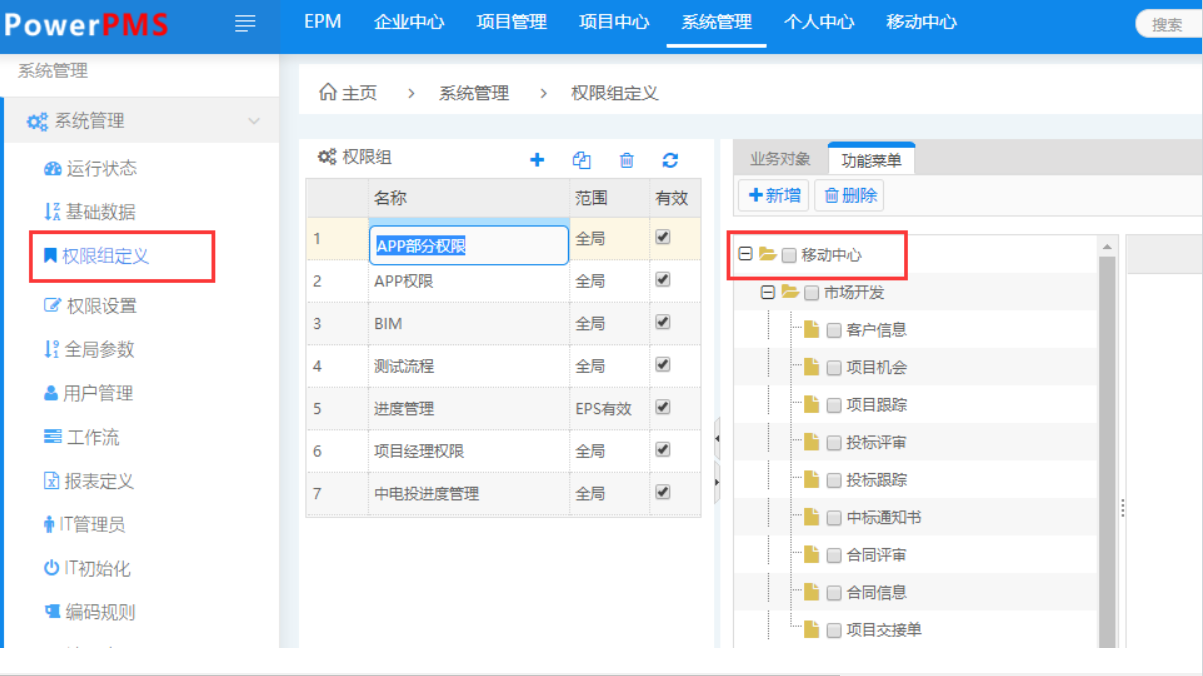 PowerPMS
EPM 企业中心 项目管理 项目中心 系统管理 个人中心 移动中心
搜索
系统管理
系统管理
运行状态
基础数据
权限组定义
权限设置
全局参数
用户管理
工作流
报表定义
IT管理员
IT初始化
编码规则
主页 > 系统管理 > 权限组定义
权限组
名称 范围 有效
1 APP部分权限 全局
2 APP权限 全局
3 BIM 全局
4 测试流程 全局
5 进度管理 EPS有效
6 项目经理权限 全局
7 中电投进度管理 全局
业务对象 功能菜单
新增 删除
移动中心
市场开发
客户信息
项目机会
项目跟踪
投标评审
投标跟踪
中标通知书
合同评审
合同信息
项目交接单